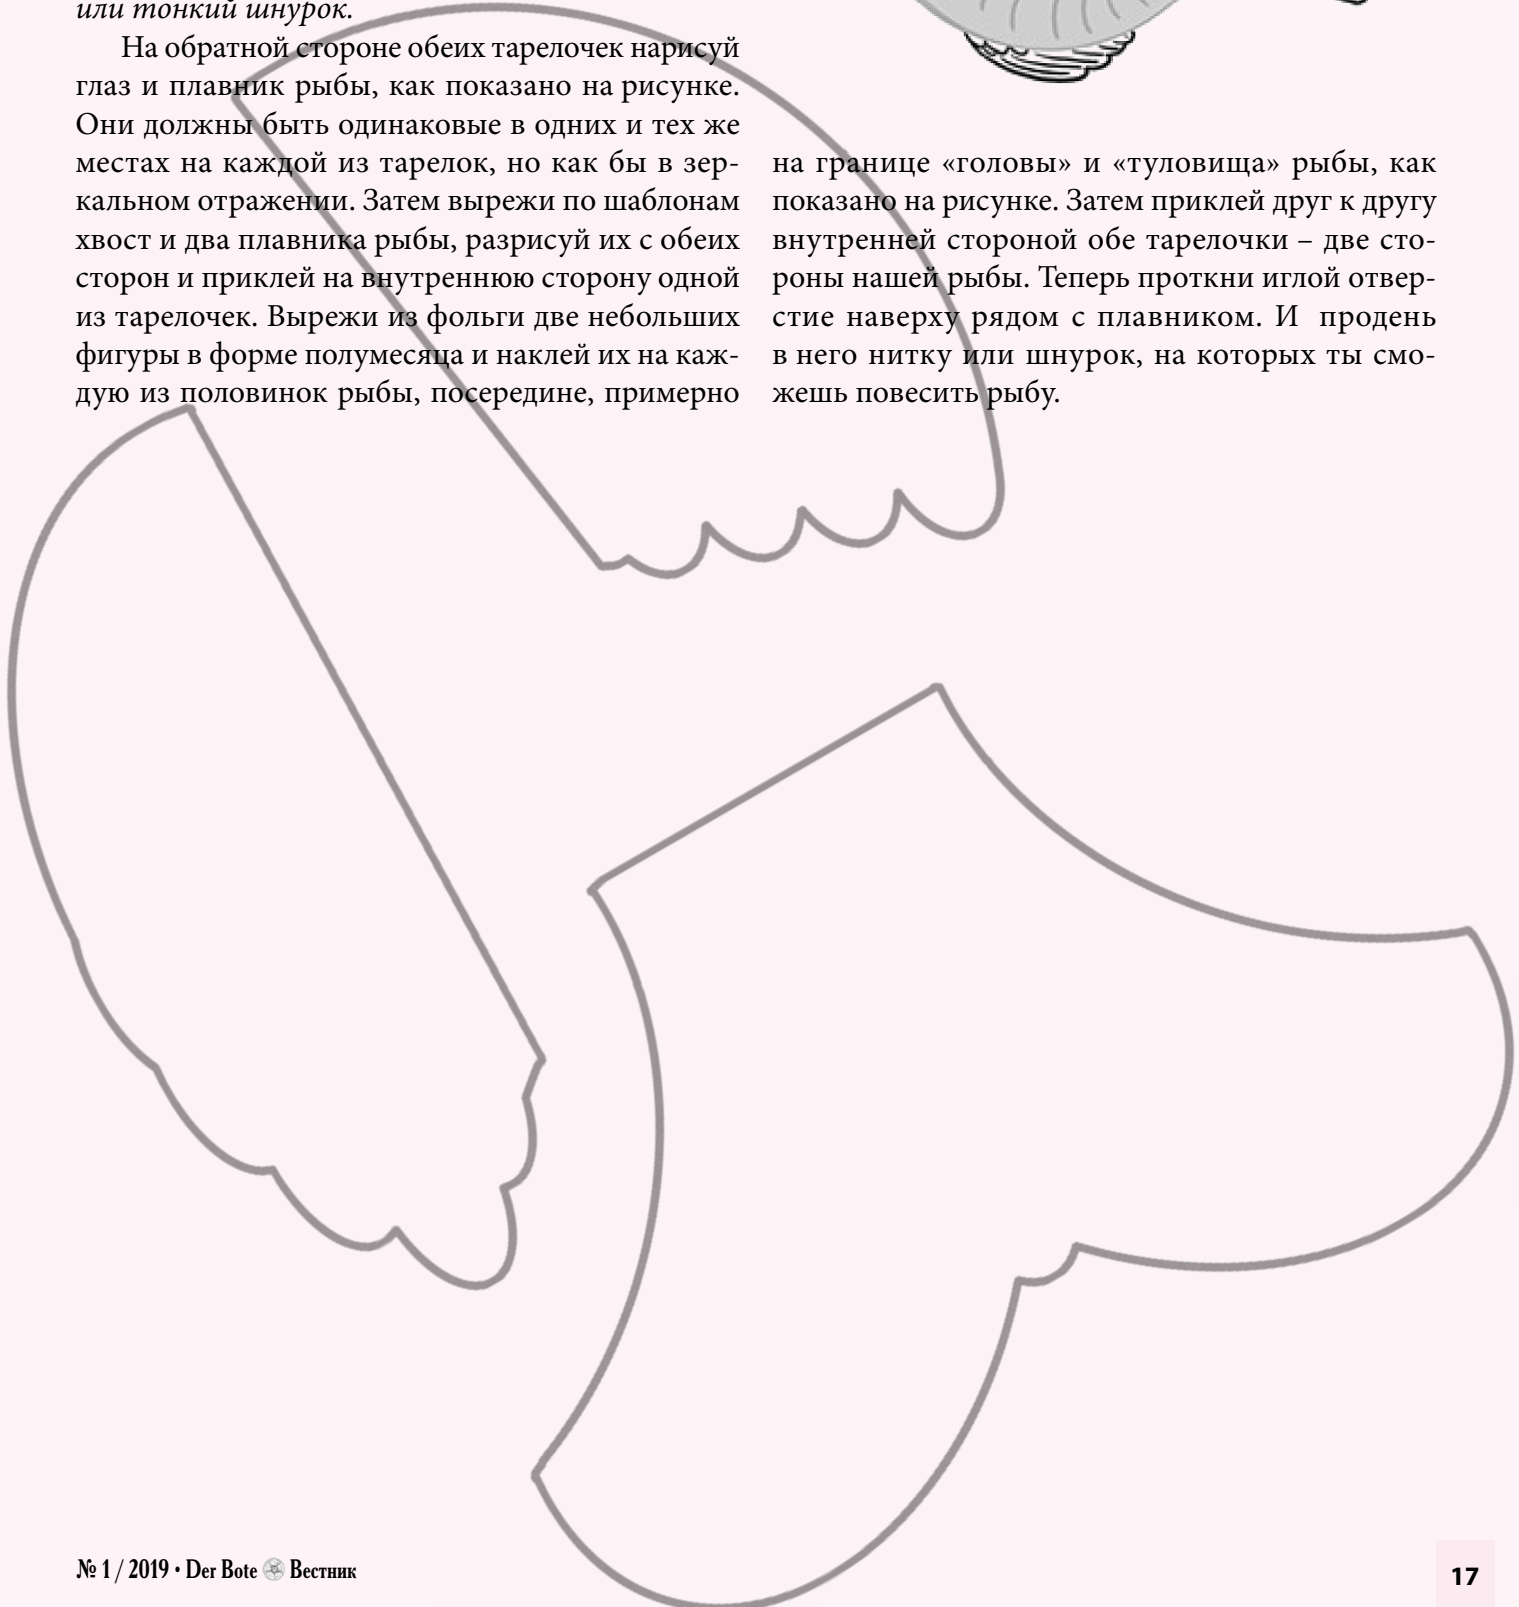 или тонкий шнурок.
На обратной стороне обеих тарелочек нарисуй
глаз и плавник рыбы, как показано на рисунке.
Они должны быть одинаковые в одних и тех же
местах на каждой из тарелок, но как бы в зер-
кальном отражении. Затем вырежи по шаблонам
хвост и два плавника рыбы, разрисуй их с обеих
сторон и приклей на внутреннюю сторону одной
из тарелочек. Вырежи из фольги две небольших
фигуры в форме полумесяца и наклей их на каж-
дую из половинок рыбы, посередине, примерно
на границе «головы» и «туловища» рыбы, как
показано на рисунке. Затем приклей друг к другу
внутренней стороной обе тарелочки – две сто-
роны нашей рыбы. Теперь проткни иглой отвер-
стие наверху рядом с плавником. И продень
в него нитку или шнурок, на которых ты смо-
жешь повесить рыбу.
№ 1 / 2019 • Der Bote Вестник
17